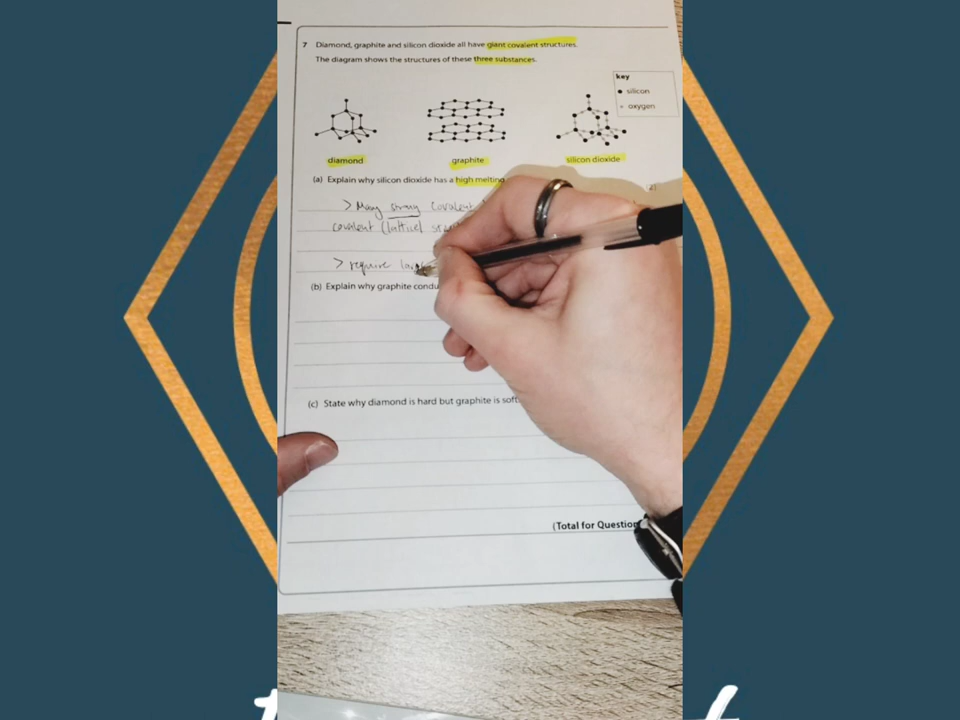 7 Diamond, graphite and silicon dioxide all have giant covalent structures.
The diagram shows the structures of these three substances.
key
silicon
oxygen
diamond
graphite
silicon dioxide
(a) Explain why silicon dioxide has a high melting
> Many strong covalent
covalent (lattice)
> require
(b) Explain why graphite
(c) State why diamond is hard but graphite is soft.
(Total for Question